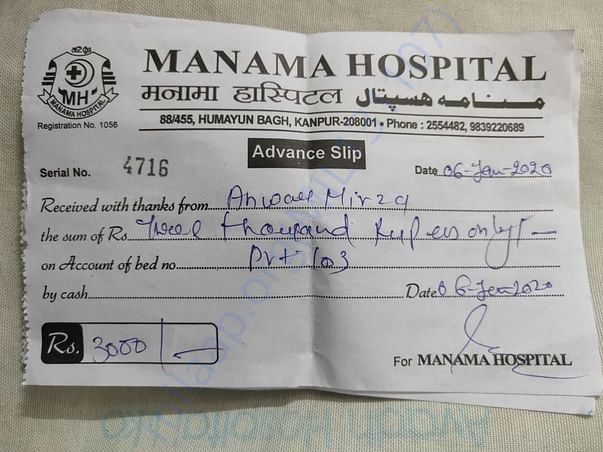 MANAMA HOSPITAL
MH
MANAMA HOSPITAL
मनामा हास्पिटल منامہ ہسپتال
Registration No. 1056
88/455, HUMAYUN BAGH, KANPUR-208001 • Phone : 2554482, 9839220689
Advance Slip
Serial No. 4716 Date 06-Jan-2020
Received with thanks from Anwar Mirza
the sum of Rs. Three thousand Rupees only/-
on Account of bed no. Pvt 103
by cash Date 06-Jan-2020
Rs. 3000/-
For MANAMA HOSPITAL